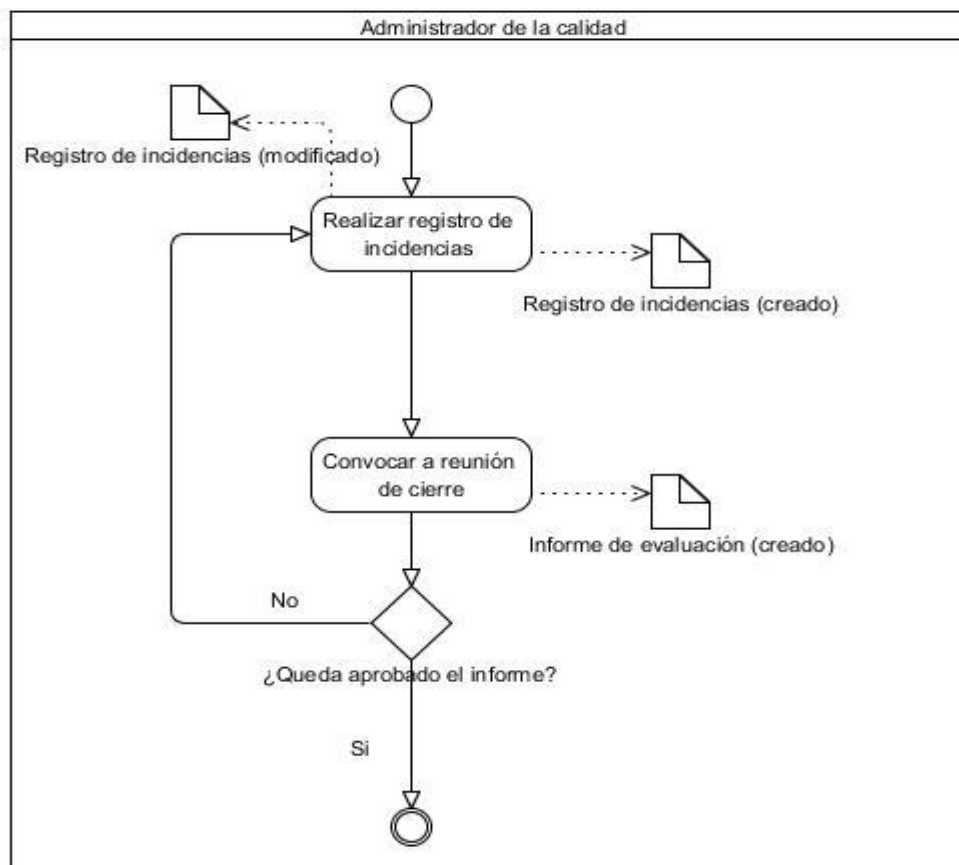 Administrador de la calidad
Registro de incidencias (modificado)
Realizar registro de
incidencias
Registro de incidencias (creado)
Convocar a reunión
de cierre
Informe de evaluación (creado)
No
¿Queda aprobado el informe?
Si